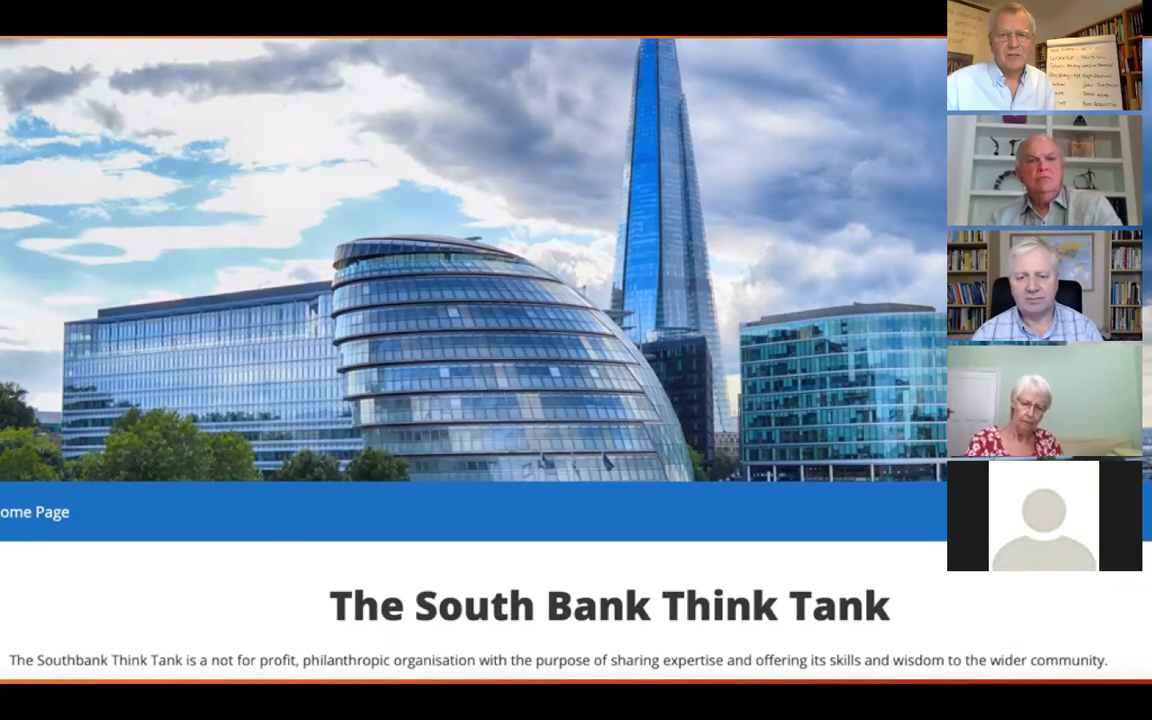 ome Page
The South Bank Think Tank
The Southbank Think Tank is a not for profit, philanthropic organisation with the purpose of sharing expertise and offering its skills and wisdom to the wider community.